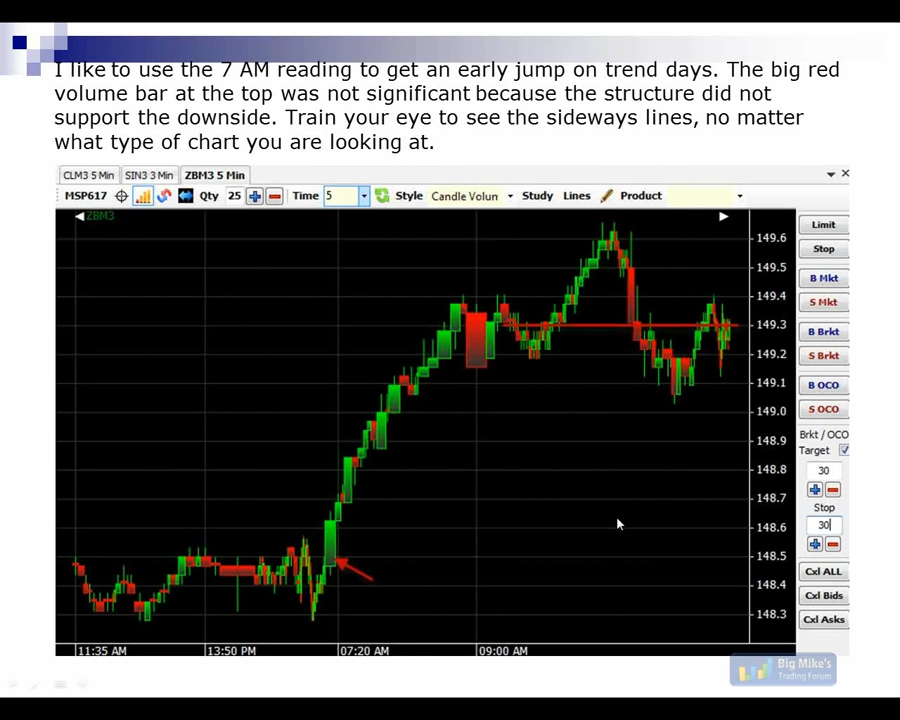 I like to use the 7 AM reading to get an early jump on trend days. The big red
volume bar at the top was not significant because the structure did not
support the downside. Train your eye to see the sideways lines, no matter
what type of chart you are looking at.
CLM3 5 Min SIN3 3 Min ZBM3 5 Min
MSP617 Qty 25 Time 5 Style Candle Volun Study Lines Product
ZBM3
149.6
149.5
149.4
149.3
149.2
149.1
149.0
148.9
148.8
148.7
148.6
148.5
148.4
148.3
11:35 AM 13:50 PM 07:20 AM 09:00 AM
Limit
Stop
B Mkt
S Mkt
B Brkt
S Brkt
B OCO
S OCO
Brkt / OCO
Target
30
Stop
30
Cxl ALL
Cxl Bids
Cxl Asks
Big Mike's
Trading Forum